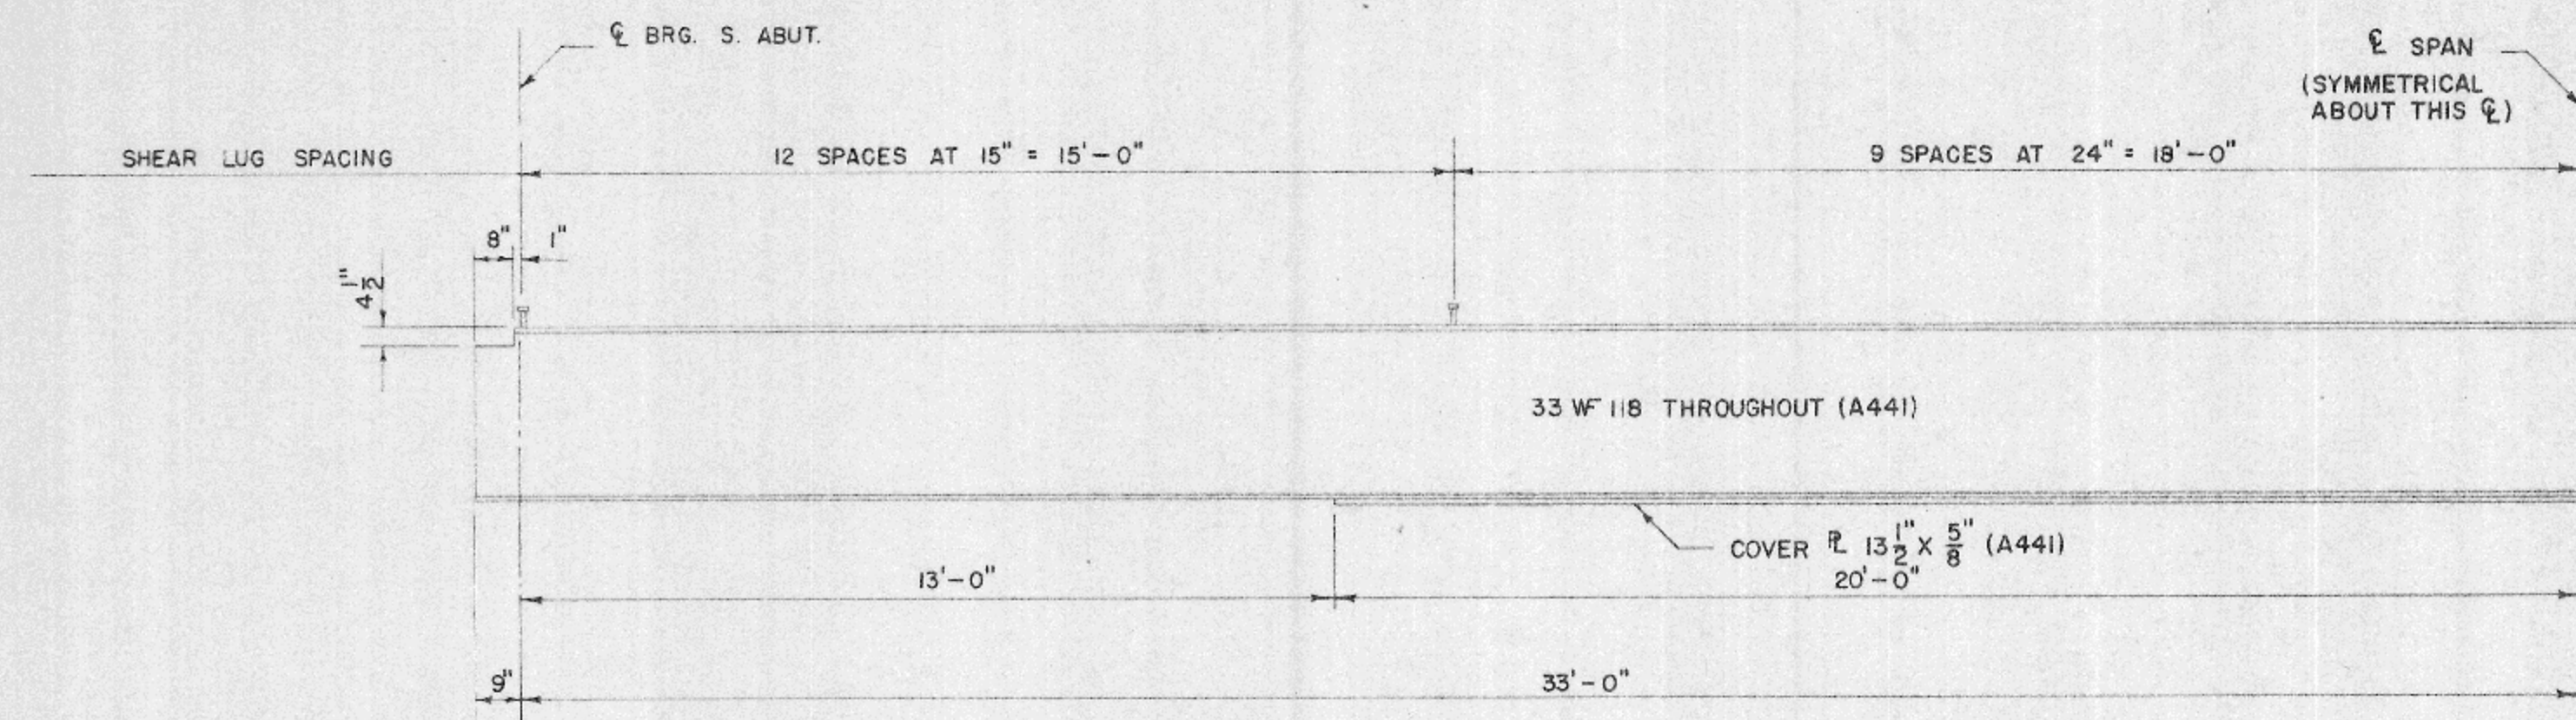 ℄ BRG. S. ABUT.
℄ SPAN
(SYMMETRICAL
ABOUT THIS ℄)
SHEAR LUG SPACING
12 SPACES AT 15" = 15'-0"
9 SPACES AT 24" = 18'-0"
8" 1"
4 1/2"
33 WF 118 THROUGHOUT (A441)
COVER ℙL 13 1/2" X 5/8" (A441)
13'-0"
20'-0"
9"
33'-0"